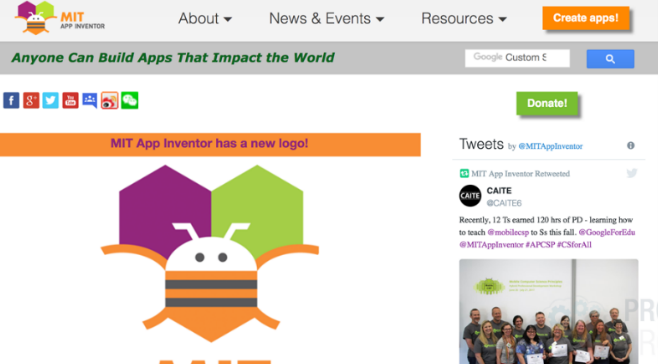 MIT
APP INVENTOR
About
News & Events
Resources
Create apps!
Anyone Can Build Apps That Impact the World
Google Custom S
Donate!
MIT App Inventor has a new logo!
Tweets by @MITAppInventor
MIT App Inventor Retweeted
CAITE
CAITE
@CAITE6
Recently, 12 Ts earned 120 hrs of PD - learning how
to teach @mobilecsp to Ss this fall. @GoogleForEdu
@MITAppInventor #APCSP #CSforAll